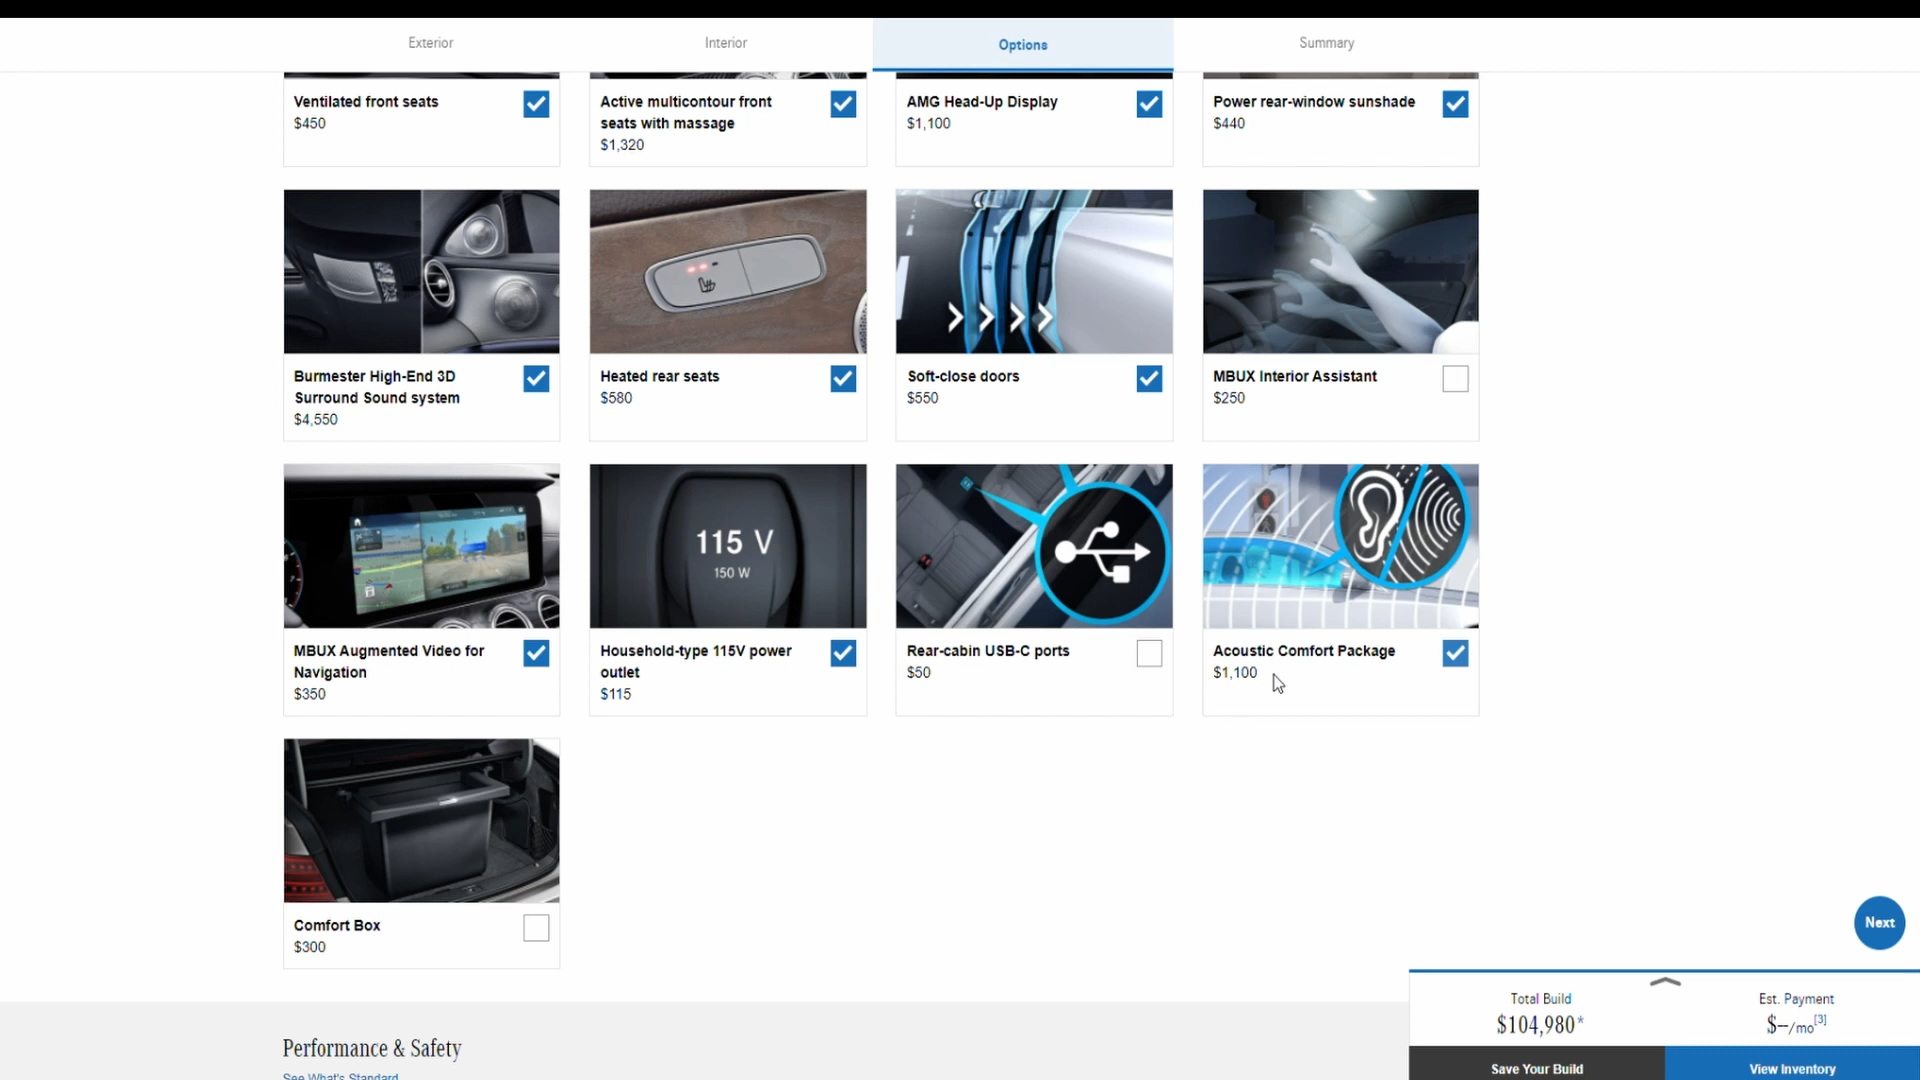 Exterior
Interior
Options
Summary
Ventilated front seats
$450
Active multicontour front
seats with massage
$1,320
AMG Head-Up Display
$1,100
Power rear-window sunshade
$440
Burmester High-End 3D
Surround Sound system
$4,550
Heated rear seats
$580
Soft-close doors
$550
MBUX Interior Assistant
$250
115 V
150 W
MBUX Augmented Video for
Navigation
$350
Household-type 115V power
outlet
$115
Rear-cabin USB-C ports
$50
Acoustic Comfort Package
$1,100
Comfort Box
$300
Next
Total Build
$104,980*
Est. Payment
$--/mo[3]
Save Your Build
View Inventory
Performance & Safety
See What's Standard